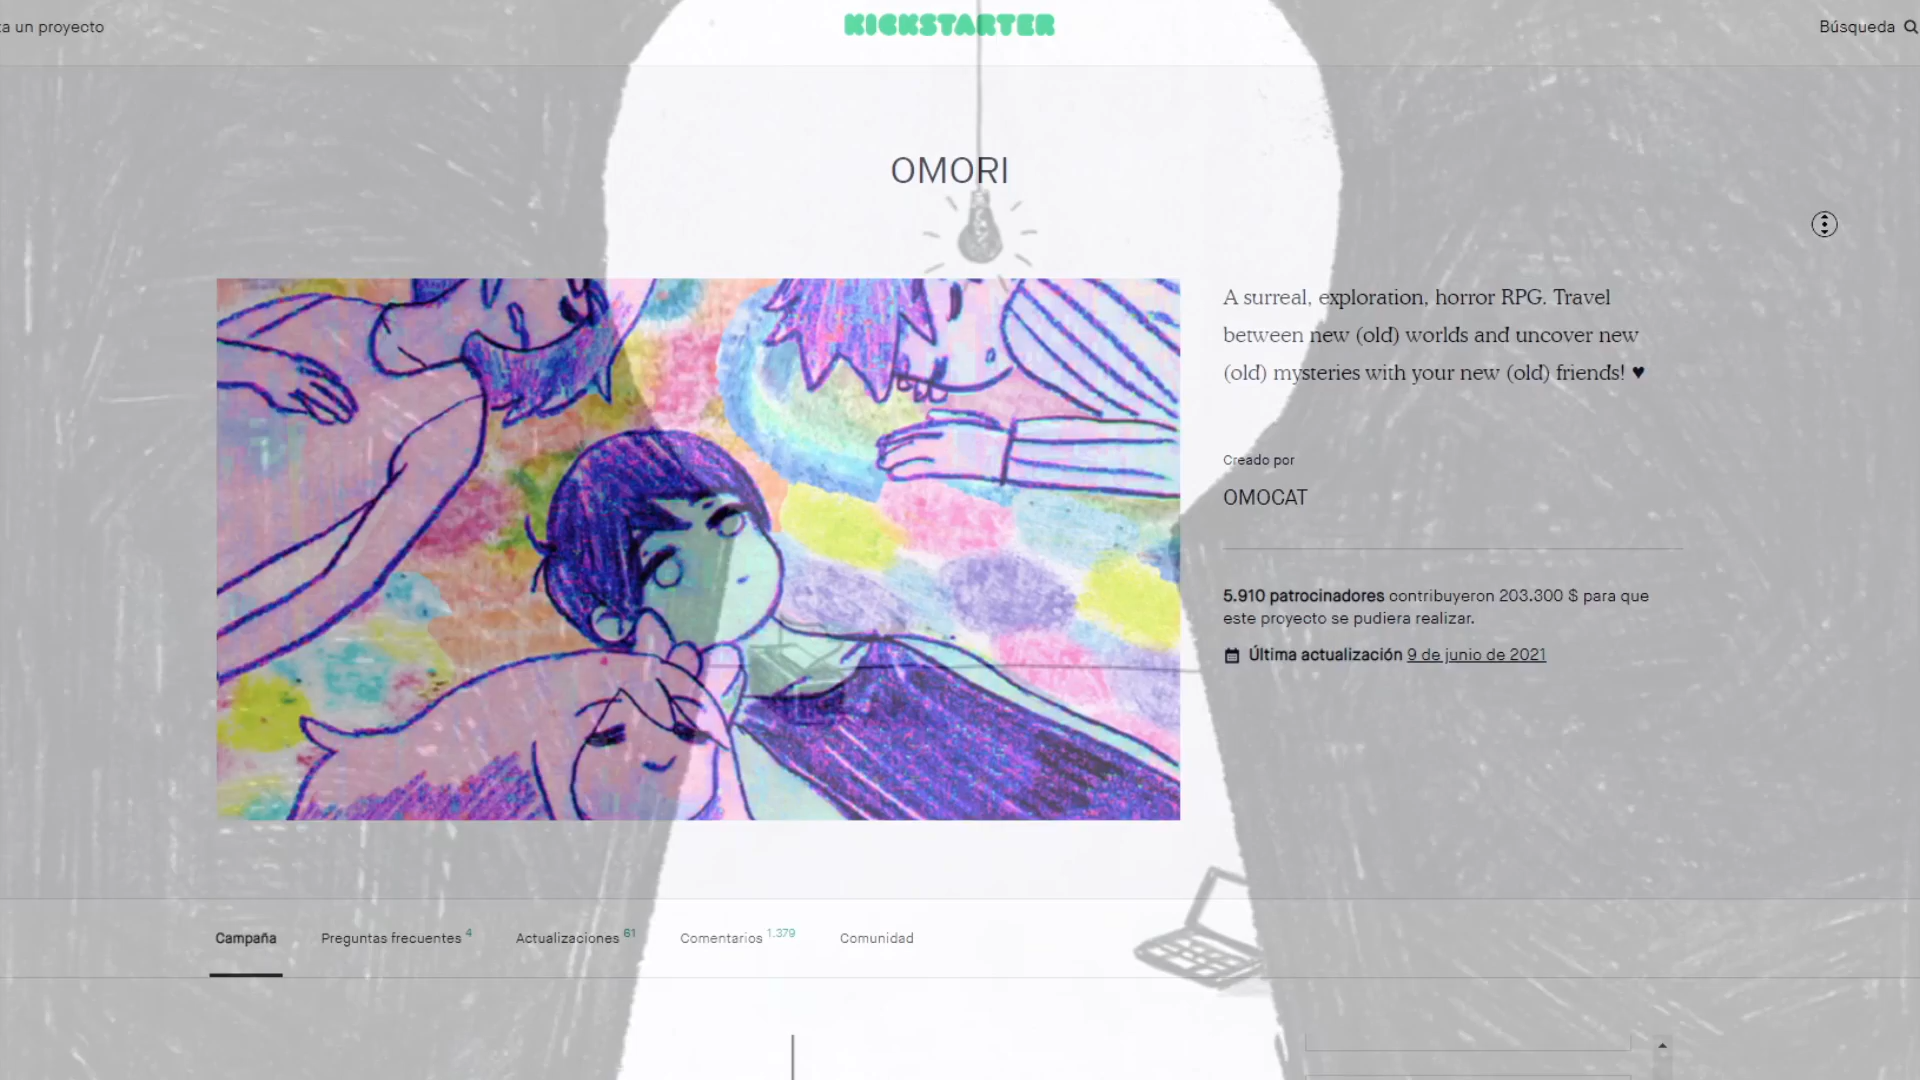 ta un proyecto
KICKSTARTER
Búsqueda
OMORI
A surreal, exploration, horror RPG. Travel
between new (old) worlds and uncover new
(old) mysteries with your new (old) friends! ♥
Creado por
OMOCAT
5.910 patrocinadores contribuyeron 203.300 $ para que
este proyecto se pudiera realizar.
Última actualización 9 de junio de 2021
Campaña
Preguntas frecuentes 4
Actualizaciones 61
Comentarios 1.379
Comunidad